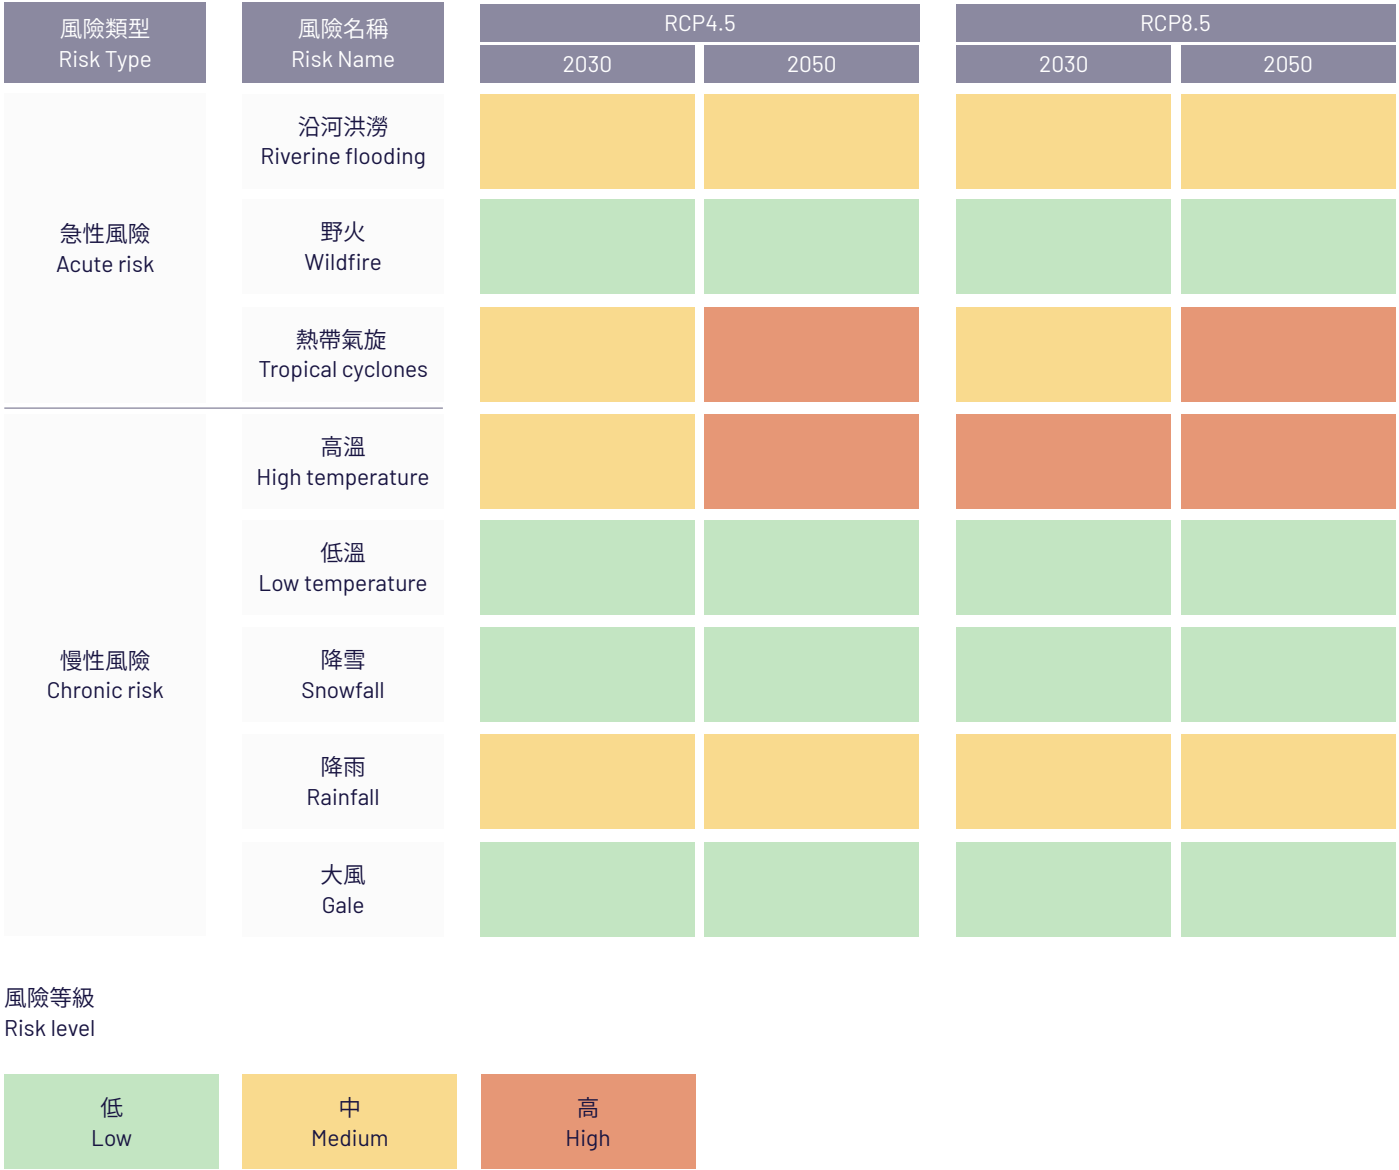 風險類型
Risk Type
風險名稱
Risk Name
RCP4.5
2030
2050
RCP8.5
2030
2050
急性風險
Acute risk
沿河洪澇
Riverine flooding
野火
Wildfire
熱帶氣旋
Tropical cyclones
慢性風險
Chronic risk
高溫
High temperature
低溫
Low temperature
降雪
Snowfall
降雨
Rainfall
大風
Gale
風險等級
Risk level
低
Low
中
Medium
高
High